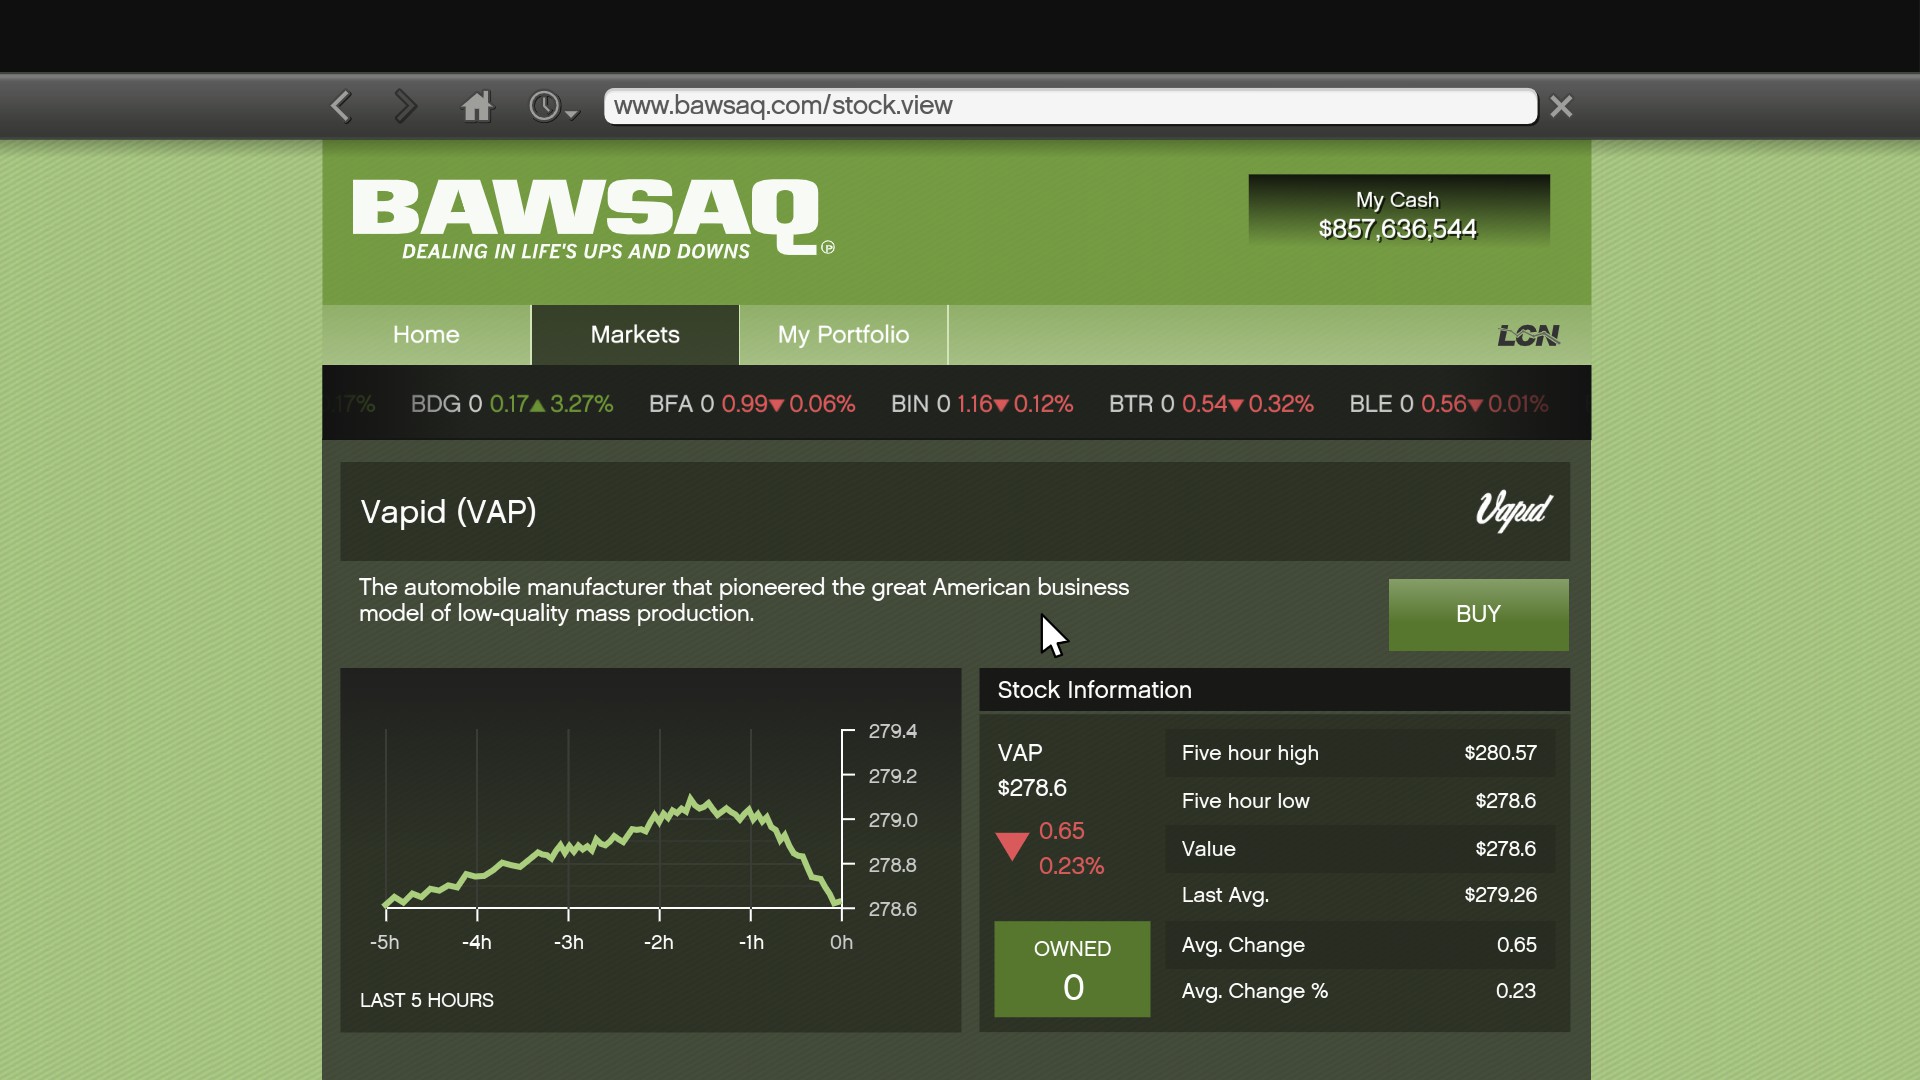 www.bawsaq.com/stock.view
BAWSAQ
DEALING IN LIFE'S UPS AND DOWNS
My Cash
$857,636,544
Home
Markets
My Portfolio
LCN
.17% BDG 0 0.17▲3.27% BFA 0 0.99▼0.06% BIN 0 1.16▼0.12% BTR 0 0.54▼0.32% BLE 0 0.56▼0.01%
Vapid (VAP)
Vapid
The automobile manufacturer that pioneered the great American business
model of low-quality mass production.
BUY
279.4
279.2
279.0
278.8
278.6
-5h -4h -3h -2h -1h 0h
LAST 5 HOURS
Stock Information
VAP
$278.6
0.65
0.23%
OWNED
0
Five hour high $280.57
Five hour low $278.6
Value $278.6
Last Avg. $279.26
Avg. Change 0.65
Avg. Change % 0.23